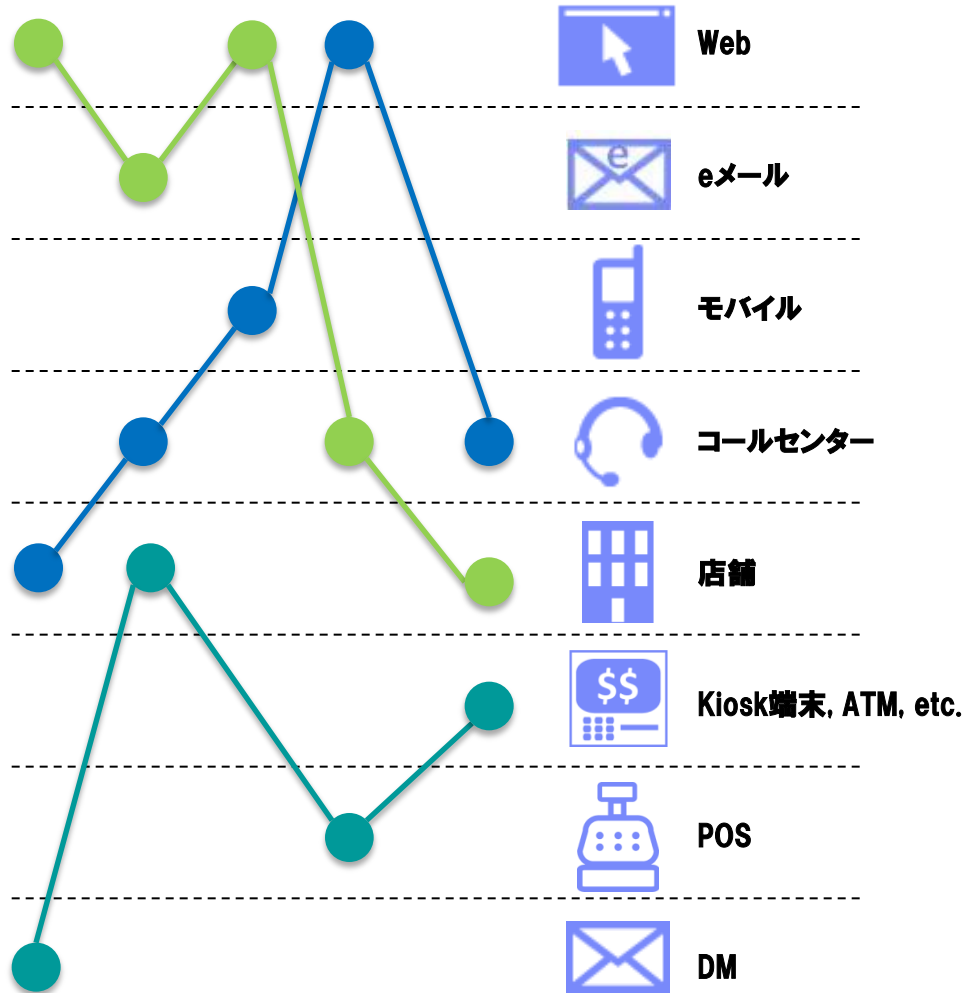 Web
e
eメール
モバイル
コールセンター
店舗
$$
Kiosk端末, ATM, etc.
POS
DM